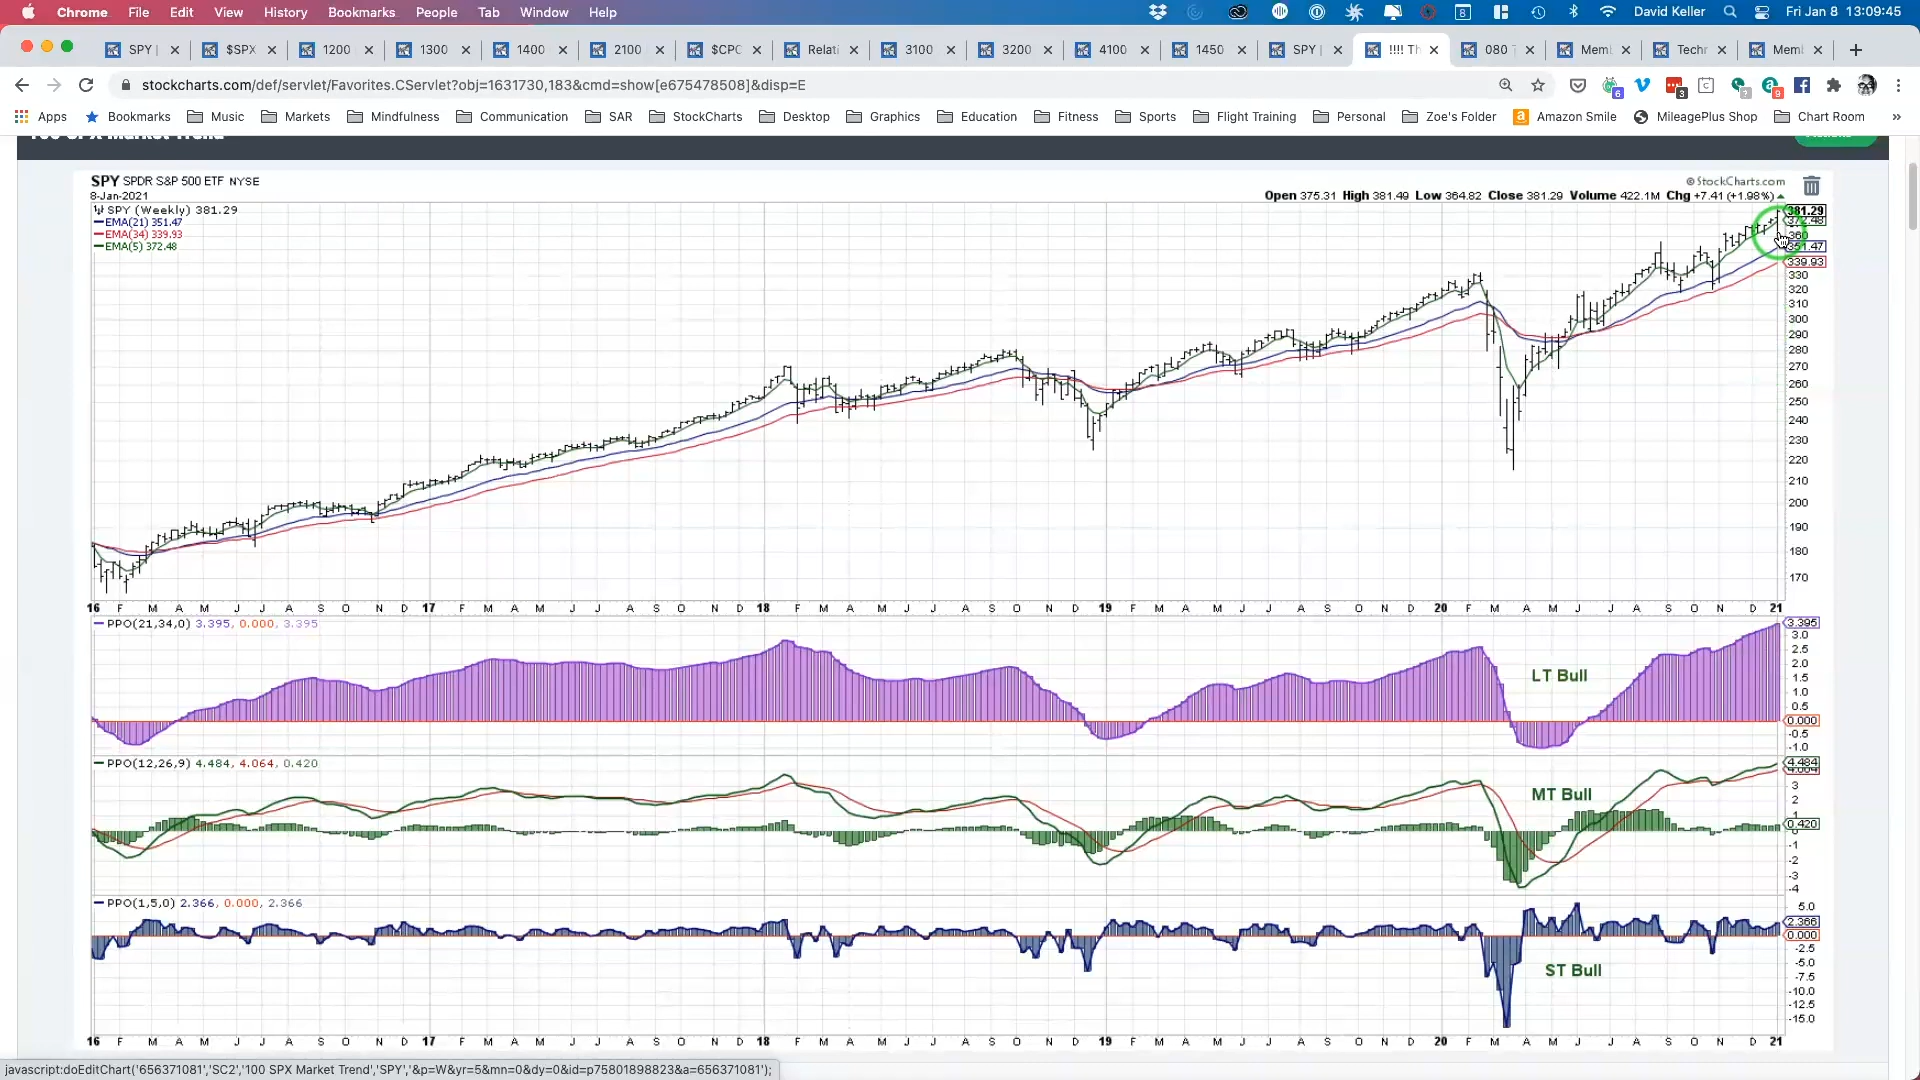 Chrome File Edit View History Bookmarks People Tab Window Help David Keller Fri Jan 8 13:09:45
SPY | $SPX 1200 1300 1400 2100 $CPC Relati 3100 3200 4100 1450 SPY | !!!! Th 080 Memb Techr Memb
stockcharts.com/def/servlet/Favorites.CServlet?obj=1631730,183&cmd=show[e675478508]&disp=E
Apps Bookmarks Music Markets Mindfulness Communication SAR StockCharts Desktop Graphics Education Fitness Sports Flight Training Personal Zoe's Folder Amazon Smile MileagePlus Shop Chart Room »
100 SPX Market Trend
SPY SPDR S&P 500 ETF NYSE © StockCharts.com
8-Jan-2021 Open 375.31 High 381.49 Low 364.82 Close 381.29 Volume 422.1M Chg +7.41 (+1.98%)
SPY (Weekly) 381.29
EMA(21) 351.47
EMA(34) 339.93
EMA(5) 372.48
381.29
372.48
360
351.47
339.93
330
320
310
300
290
280
270
260
250
240
230
220
210
200
190
180
170
16 F M A M J J A S O N D 17 F M A M J J A S O N D 18 F M A M J J A S O N D 19 F M A M J J A S O N D 20 F M A M J J A S O N D 21
PPO(21,34,0) 3.395, 0.000, 3.395
3.395
3.0
2.5
2.0
1.5
1.0
0.5
0.000
-0.5
-1.0
LT Bull
PPO(12,26,9) 4.484, 4.064, 0.420
4.484
3
2
0.420
-1
-2
-3
-4
MT Bull
PPO(1,5,0) 2.366, 0.000, 2.366
5.0
2.366
0.000
-2.5
-5.0
-7.5
-10.0
-12.5
-15.0
ST Bull
16 F M A M J J A S O N D 17 F M A M J J A S O N D 18 F M A M J J A S O N D 19 F M A M J J A S O N D 20 F M A M J J A S O N D 21
javascript:doEditChart('656371081','SC2','100 SPX Market Trend','SPY','&p=W&yr=5&mn=0&dy=0&id=p75801898823&a=656371081');